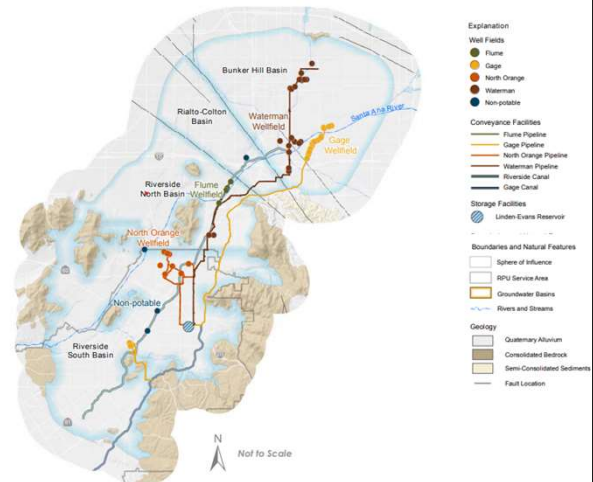 Bunker Hill Basin
Rialto-Colton
Basin
Waterman
Wellfield
Santa Ana River
Gage
Wellfield
Riverside
North Basin
Flume
Wellfield
North Orange
Wellfield
Non-potable
Riverside
South Basin
N
Not to Scale
Explanation
Well Fields
Flume
Gage
North Orange
Waterman
Non-potable
Conveyance Facilities
Flume Pipeline
Gage Pipeline
North Orange Pipeline
Waterman Pipeline
Riverside Canal
Gage Canal
Storage Facilities
Linden-Evans Reservoir
Boundaries and Natural Features
Sphere of Influence
RPU Service Area
Groundwater Basins
Rivers and Streams
Geology
Quaternary Alluvium
Consolidated Bedrock
Semi-Consolidated Sediments
Fault Location